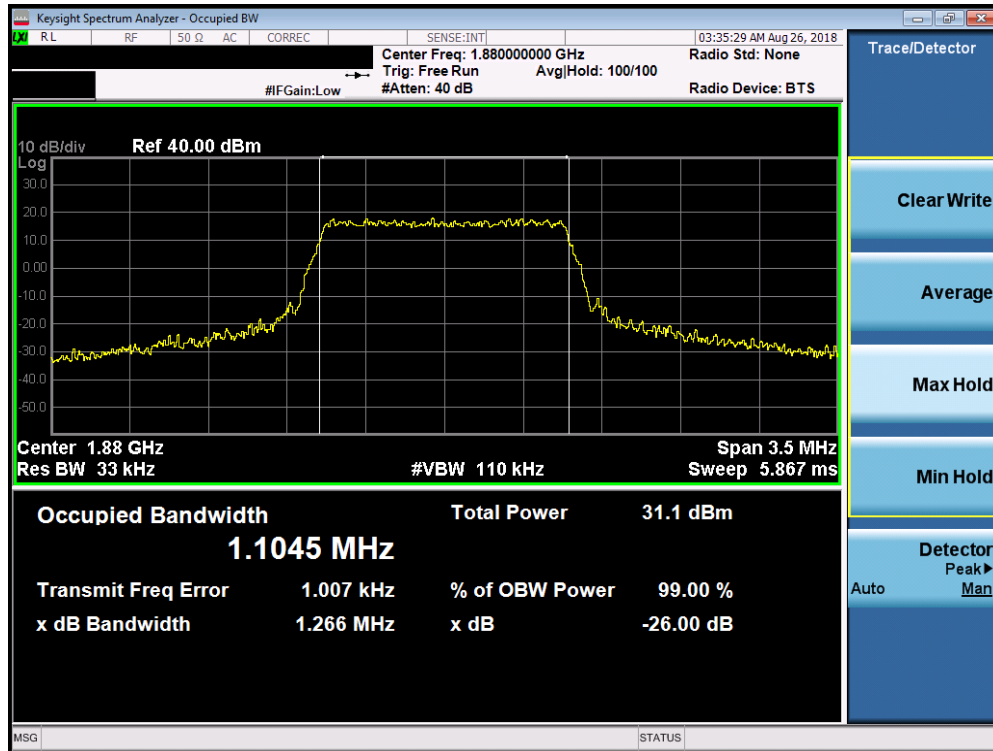 Keysight Spectrum Analyzer - Occupied BW
LXI RL RF 50 Ω AC CORREC SENSE:INT 03:35:29 AM Aug 26, 2018
Center Freq: 1.880000000 GHz Radio Std: None
Trig: Free Run Avg|Hold: 100/100
#IFGain:Low #Atten: 40 dB Radio Device: BTS
10 dB/div Ref 40.00 dBm
Log
30.0
20.0
10.0
0.00
-10.0
-20.0
-30.0
-40.0
-50.0
Center 1.88 GHz Span 3.5 MHz
Res BW 33 kHz #VBW 110 kHz Sweep 5.867 ms
Occupied Bandwidth Total Power 31.1 dBm
1.1045 MHz
Transmit Freq Error 1.007 kHz % of OBW Power 99.00 %
x dB Bandwidth 1.266 MHz x dB -26.00 dB
MSG STATUS
Trace/Detector
Clear Write
Average
Max Hold
Min Hold
Detector
Peak▶
Auto Man